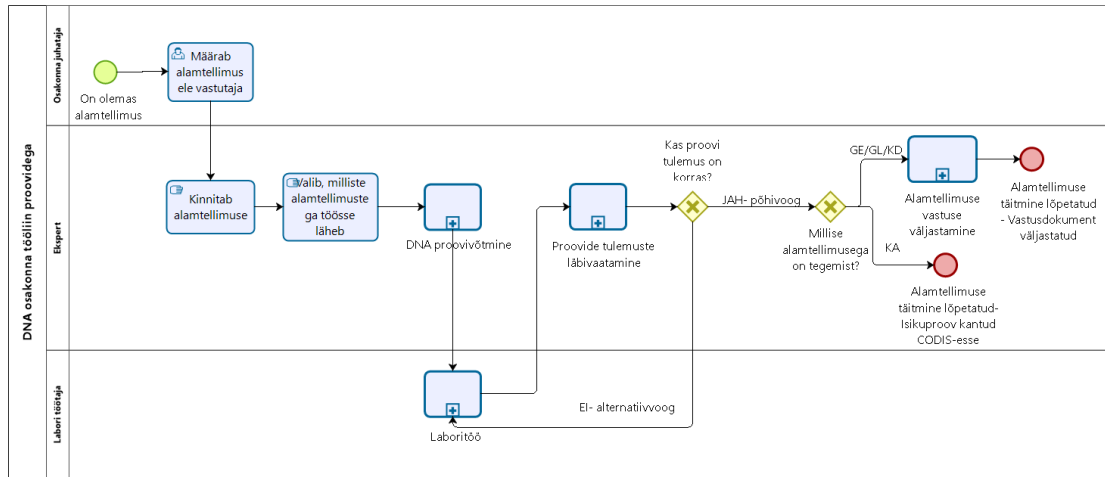 DNA osakonna tööliin proovidega
Osakonna juhataja
On olemas
alamtellimus
Määrab
alamtellimus
ele vastutaja
Ekspert
Kinnitab
alamtellimuse
Valib, milliste
alamtellimuste
ga töösse
läheb
DNA proovivõtmine
Proovide tulemuste
läbivaatamine
Kas proovi
tulemus on
korras?
JAH- põhivoog
Millise
alamtellimusega
on tegemist?
GE/GL/KD
Alamtellimuse
vastuse
väljastamine
Alamtellimuse
täitmine lõpetatud
- Vastusdokument
väljastatud
KA
Alamtellimuse
täitmine lõpetatud-
Isikuproov kantud
CODIS-esse
Labori töötaja
Laboritöö
EI- alternatiivvoog